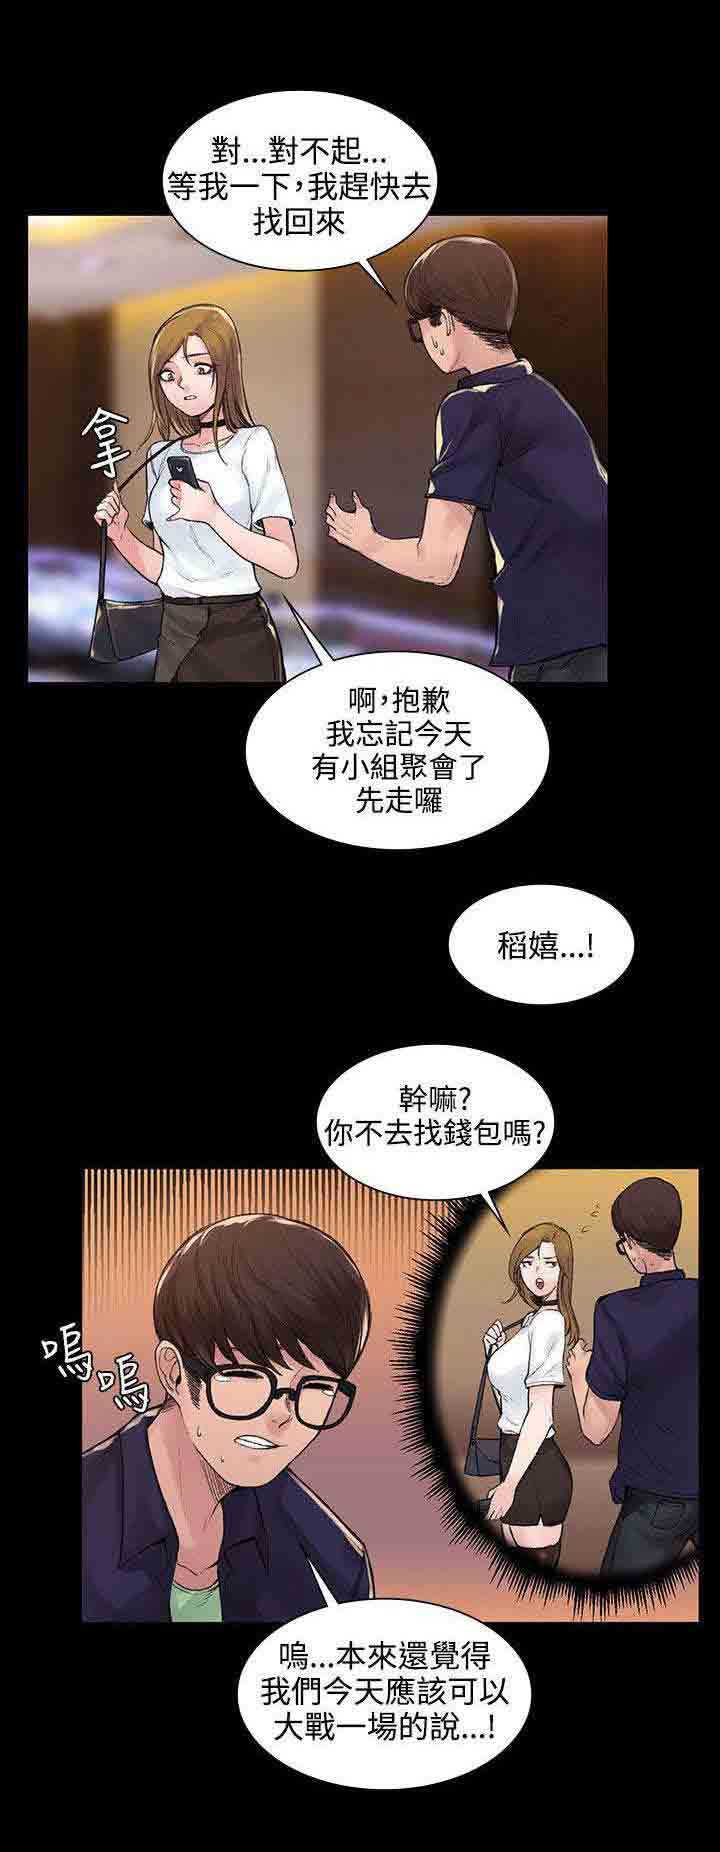 對...對不起...
等我一下,我趕快去
找回來
拿
啊,抱歉
我忘記今天
有小組聚會了
先走囉
稻嬉...!
幹嘛?
你不去找錢包嗎?
嗚
嗚
嗚...本來還覺得
我們今天應該可以
大戰一場的說...!